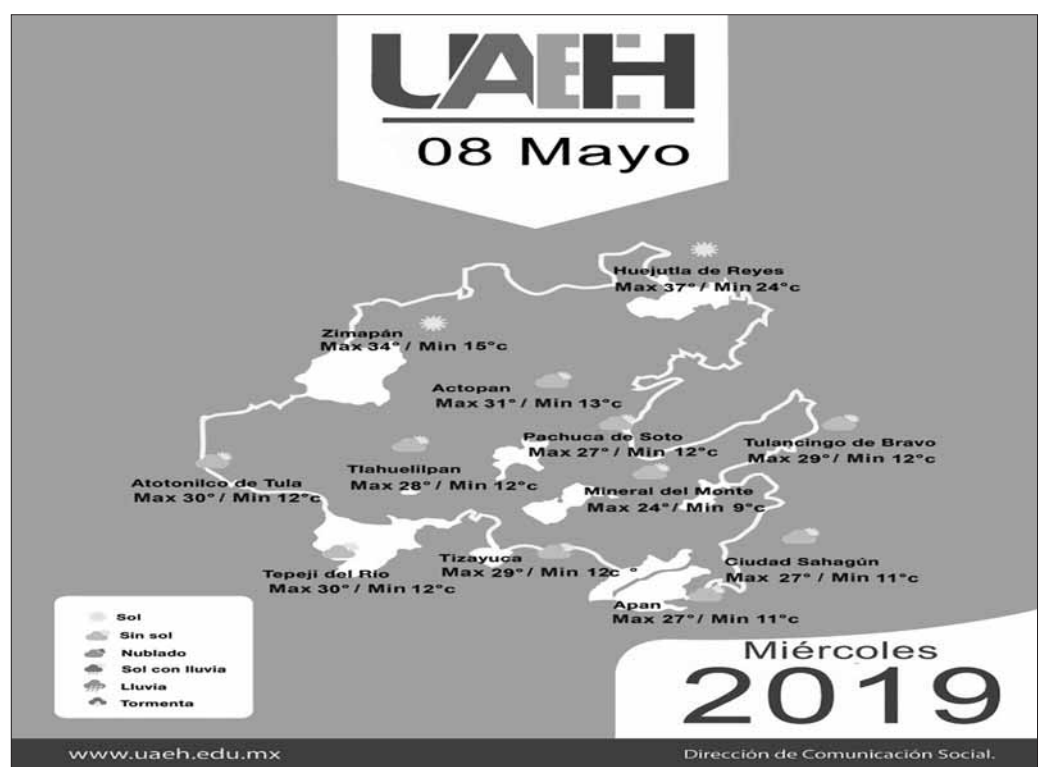 UAEH
08 Mayo
Huejutla de Reyes
Max 37°/ Min 24°c
Zimapán
Max 34°/ Min 15°c
Actopan
Max 31°/ Min 13°c
Pachuca de Soto
Max 27°/ Min 12°c
Tulancingo de Bravo
Max 29°/ Min 12°c
Tlahuelilpan
Max 28°/ Min 12°c
Atotonilco de Tula
Max 30°/ Min 12°c
Mineral del Monte
Max 24°/ Min 9°c
Tizayuca
Max 29°/ Min 12c °
Ciudad Sahagún
Max 27°/ Min 11°c
Tepeji del Río
Max 30°/ Min 12°c
Apan
Max 27°/ Min 11°c
Sol
Sin sol
Nublado
Sol con lluvia
Lluvia
Tormenta
Miércoles
2019
www.uaeh.edu.mx
Dirección de Comunicación Social.